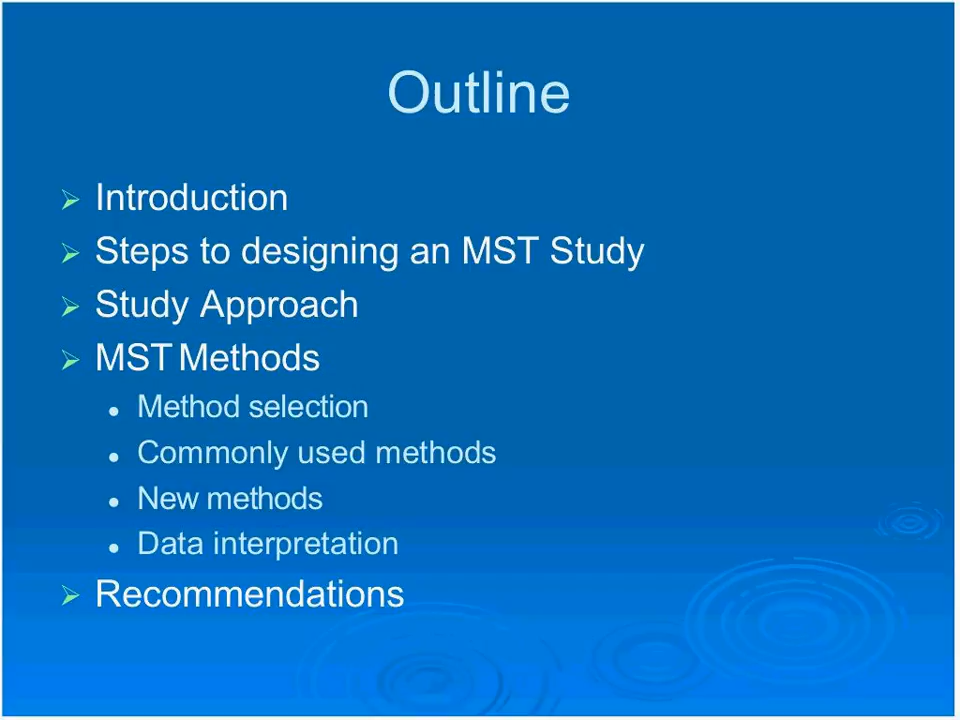 Outline
Introduction
Steps to designing an MST Study
Study Approach
MST Methods
Method selection
Commonly used methods
New methods
Data interpretation
Recommendations